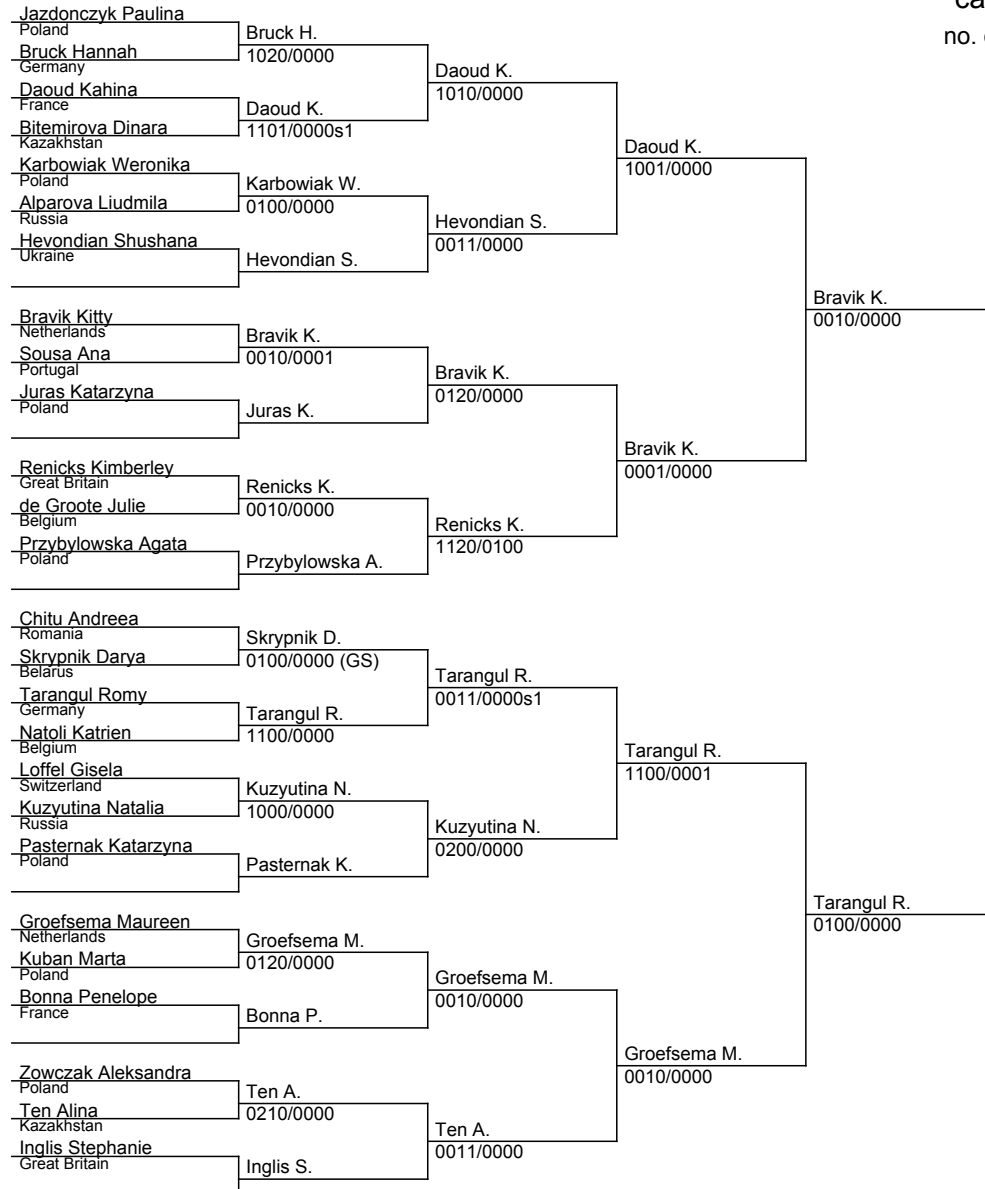 Jazdonczyk Paulina
Poland
Bruck Hannah
Germany
Daoud Kahina
France
Bitemirova Dinara
Kazakhstan
Karbowiak Weronika
Poland
Alparova Liudmila
Russia
Hevondian Shushana
Ukraine
Bravik Kitty
Netherlands
Sousa Ana
Portugal
Juras Katarzyna
Poland
Renicks Kimberley
Great Britain
de Groote Julie
Belgium
Przybylowska Agata
Poland
Chitu Andreea
Romania
Skrypnik Darya
Belarus
Tarangul Romy
Germany
Natoli Katrien
Belgium
Loffel Gisela
Switzerland
Kuzyutina Natalia
Russia
Pasternak Katarzyna
Poland
Groefsema Maureen
Netherlands
Kuban Marta
Poland
Bonna Penelope
France
Zowczak Aleksandra
Poland
Ten Alina
Kazakhstan
Inglis Stephanie
Great Britain
Bruck H.
1020/0000
Daoud K.
1101/0000s1
Karbowiak W.
0100/0000
Hevondian S.
Bravik K.
0010/0001
Juras K.
Renicks K.
0010/0000
Przybylowska A.
Skrypnik D.
0100/0000 (GS)
Tarangul R.
1100/0000
Kuzyutina N.
1000/0000
Pasternak K.
Groefsema M.
0120/0000
Bonna P.
Ten A.
0210/0000
Inglis S.
Daoud K.
1010/0000
Hevondian S.
0011/0000
Bravik K.
0120/0000
Renicks K.
1120/0100
Tarangul R.
0011/0000s1
Kuzyutina N.
0200/0000
Groefsema M.
0010/0000
Ten A.
0011/0000
Daoud K.
1001/0000
Bravik K.
0001/0000
Tarangul R.
1100/0001
Groefsema M.
0010/0000
Bravik K.
0010/0000
Tarangul R.
0100/0000
no.